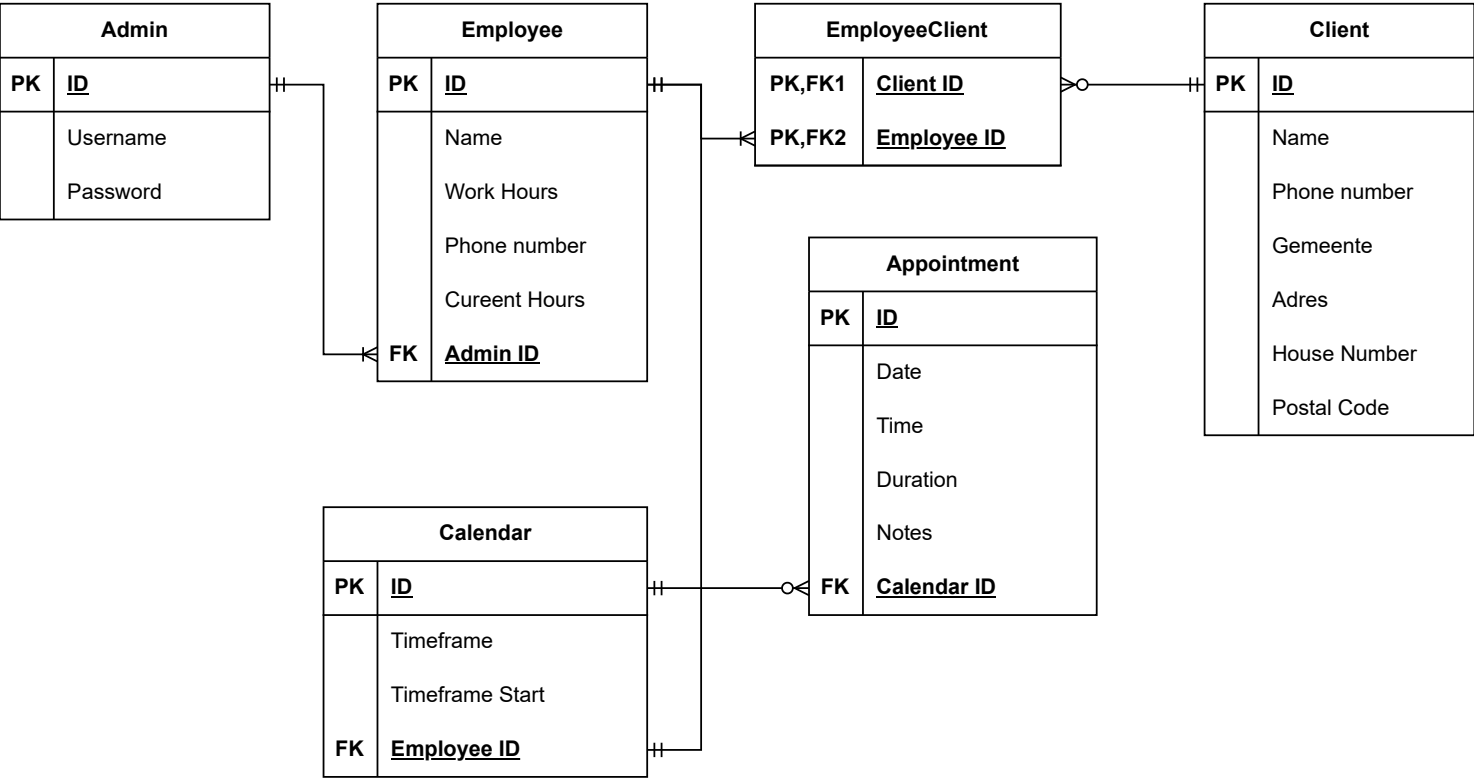 Admin
PK ID
Username
Password
Employee
PK ID
Name
Work Hours
Phone number
Cureent Hours
FK Admin ID
EmployeeClient
PK,FK1 Client ID
PK,FK2 Employee ID
Client
PK ID
Name
Phone number
Gemeente
Adres
House Number
Postal Code
Appointment
PK ID
Date
Time
Duration
Notes
FK Calendar ID
Calendar
PK ID
Timeframe
Timeframe Start
FK Employee ID